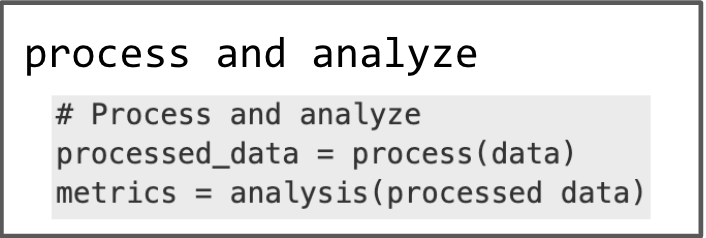 process and analyze
# Process and analyze
processed_data = process(data)
metrics = analysis(processed data)